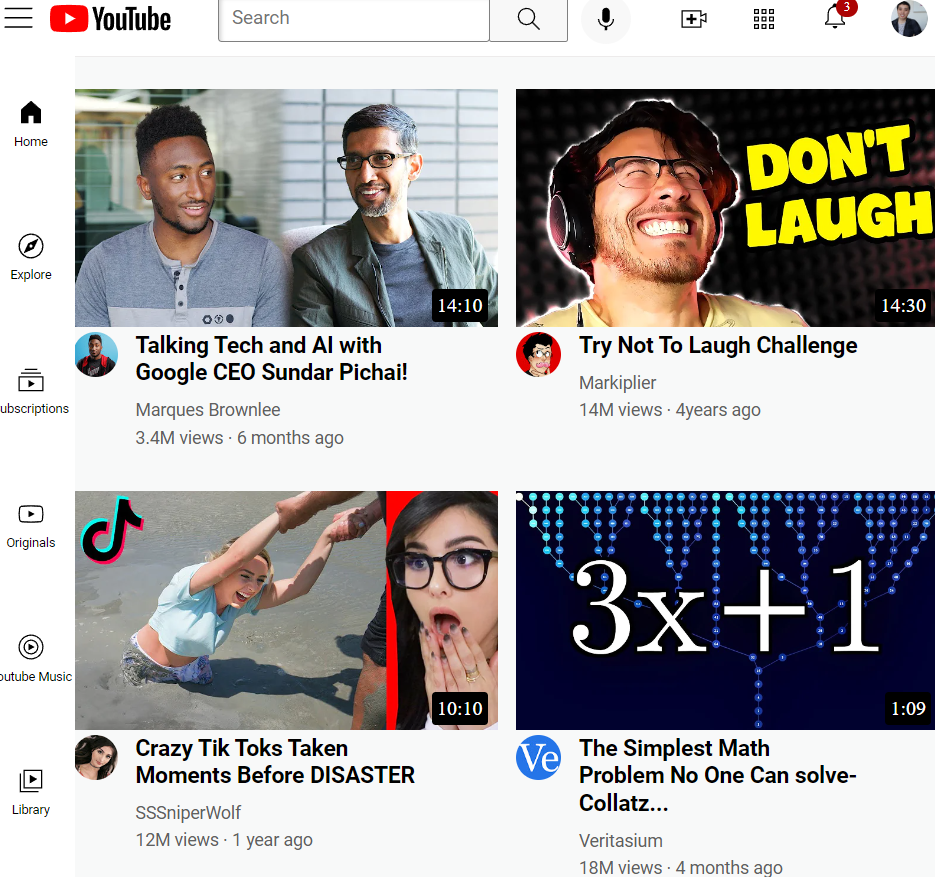 YouTube
Search
3
Home
Explore
ubscriptions
Originals
outube Music
Library
14:10
Talking Tech and AI with
Google CEO Sundar Pichai!
Marques Brownlee
3.4M views · 6 months ago
DON'T
LAUGH
14:30
Try Not To Laugh Challenge
Markiplier
14M views · 4years ago
10:10
Crazy Tik Toks Taken
Moments Before DISASTER
SSSniperWolf
12M views · 1 year ago
3x+1
1:09
Ve
The Simplest Math
Problem No One Can solve-
Collatz...
Veritasium
18M views · 4 months ago